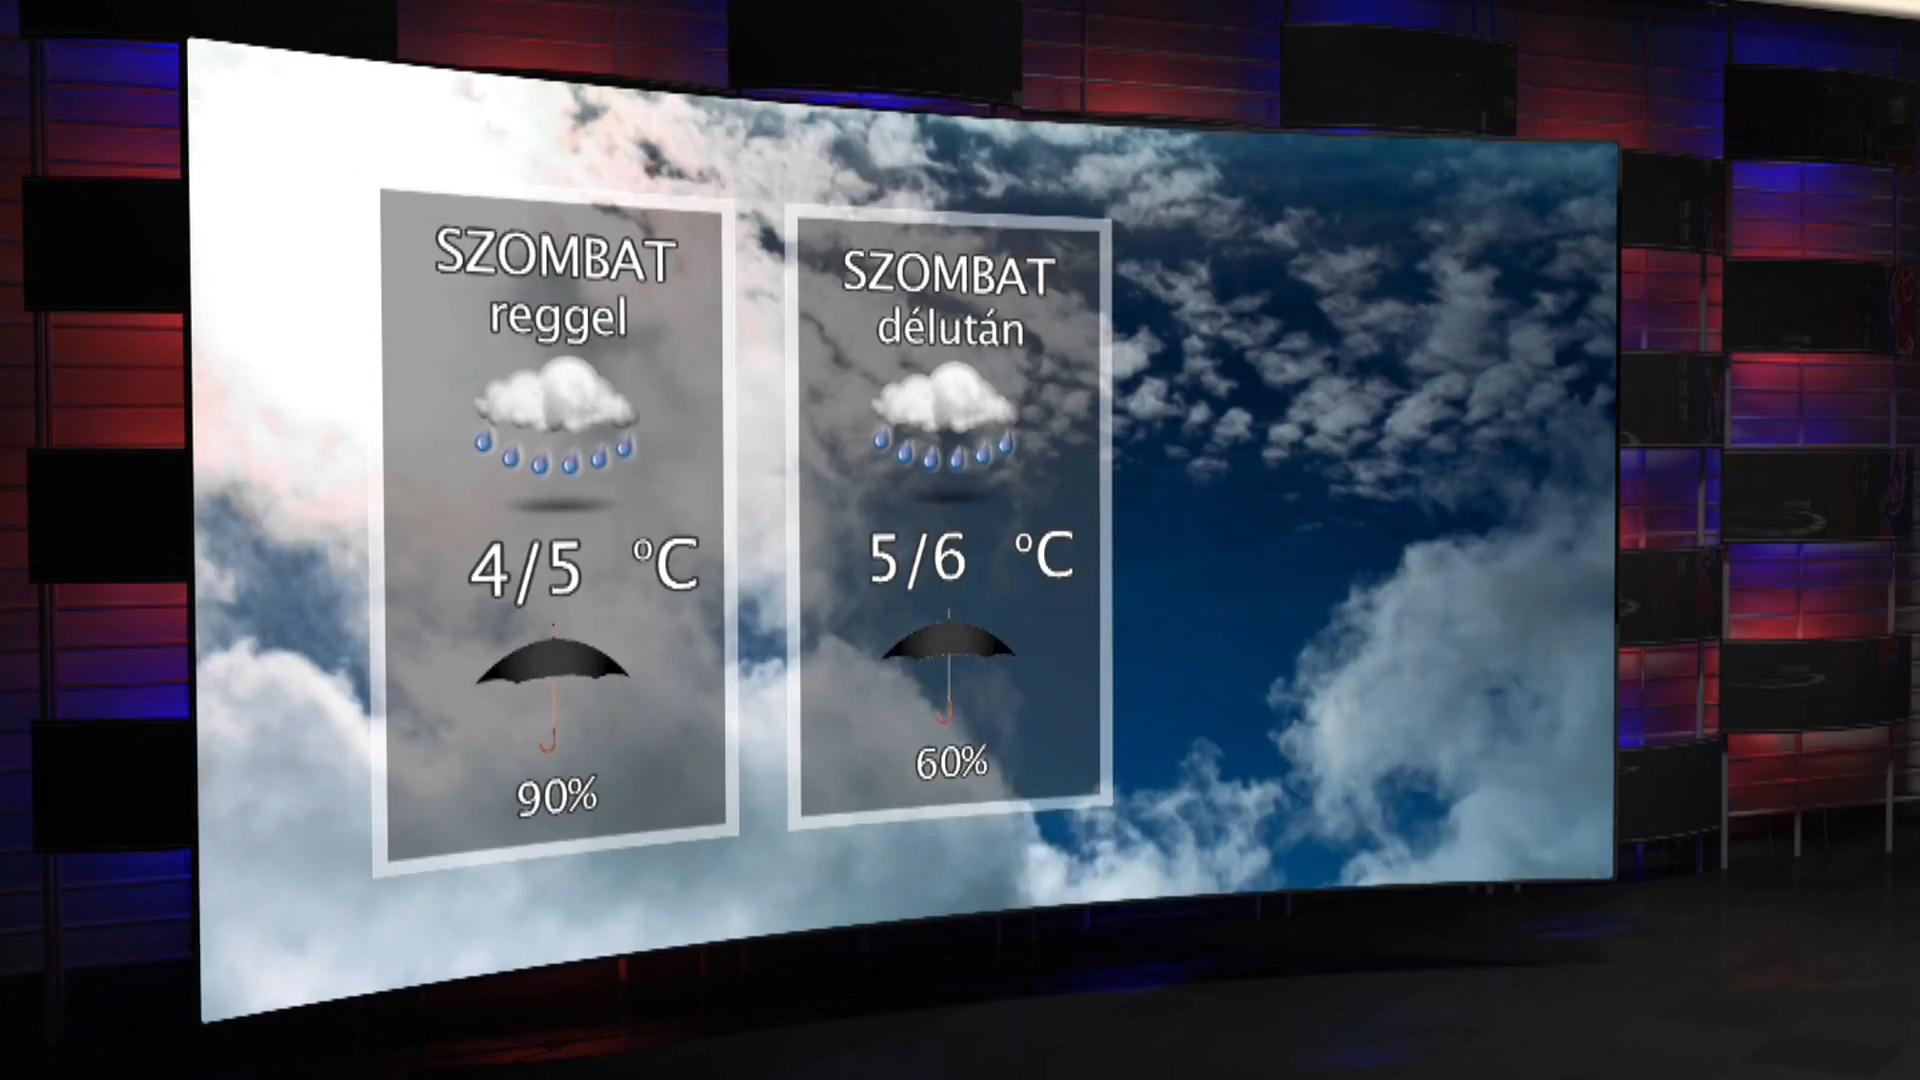 SZOMBAT
reggel
4/5 °C
90%
SZOMBAT
délután
5/6 °C
60%